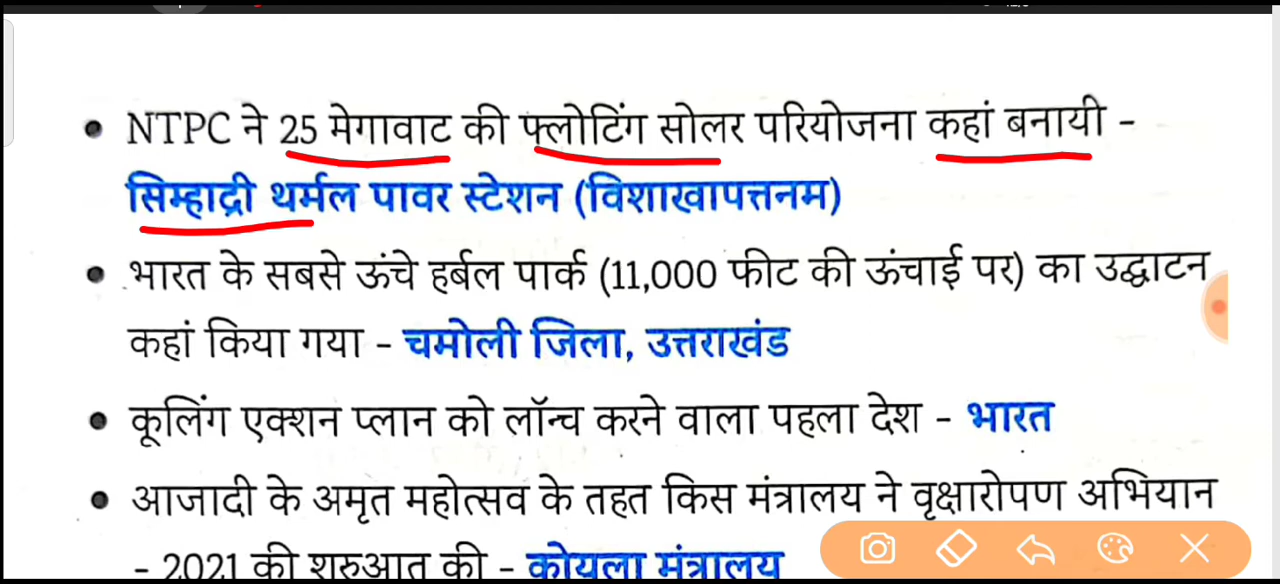 • NTPC ने 25 मेगावाट की फ्लोटिंग सोलर परियोजना कहां बनायी -
सिम्हाद्री थर्मल पावर स्टेशन (विशाखापत्तनम)
• भारत के सबसे ऊंचे हर्बल पार्क (11,000 फीट की ऊंचाई पर) का उद्घाटन
कहां किया गया - चमोली जिला, उत्तराखंड
• कूलिंग एक्शन प्लान को लॉन्च करने वाला पहला देश - भारत
• आजादी के अमृत महोत्सव के तहत किस मंत्रालय ने वृक्षारोपण अभियान
- 2021 की शुरुआत की - कोयला मंत्रालय